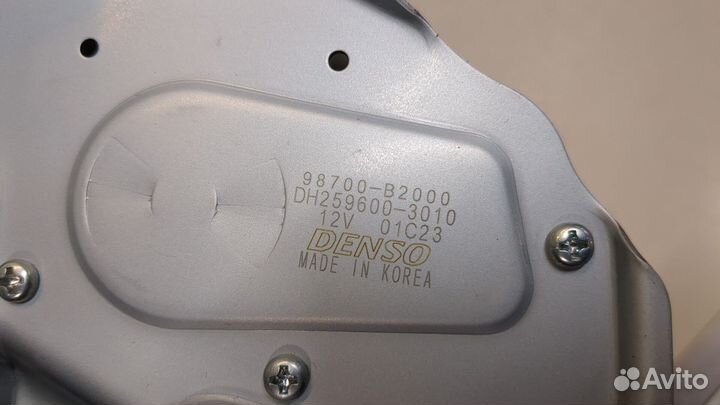 98700-B2000
DH259600-3010
12V 01C23
DENSO
MADE IN KOREA
Avito